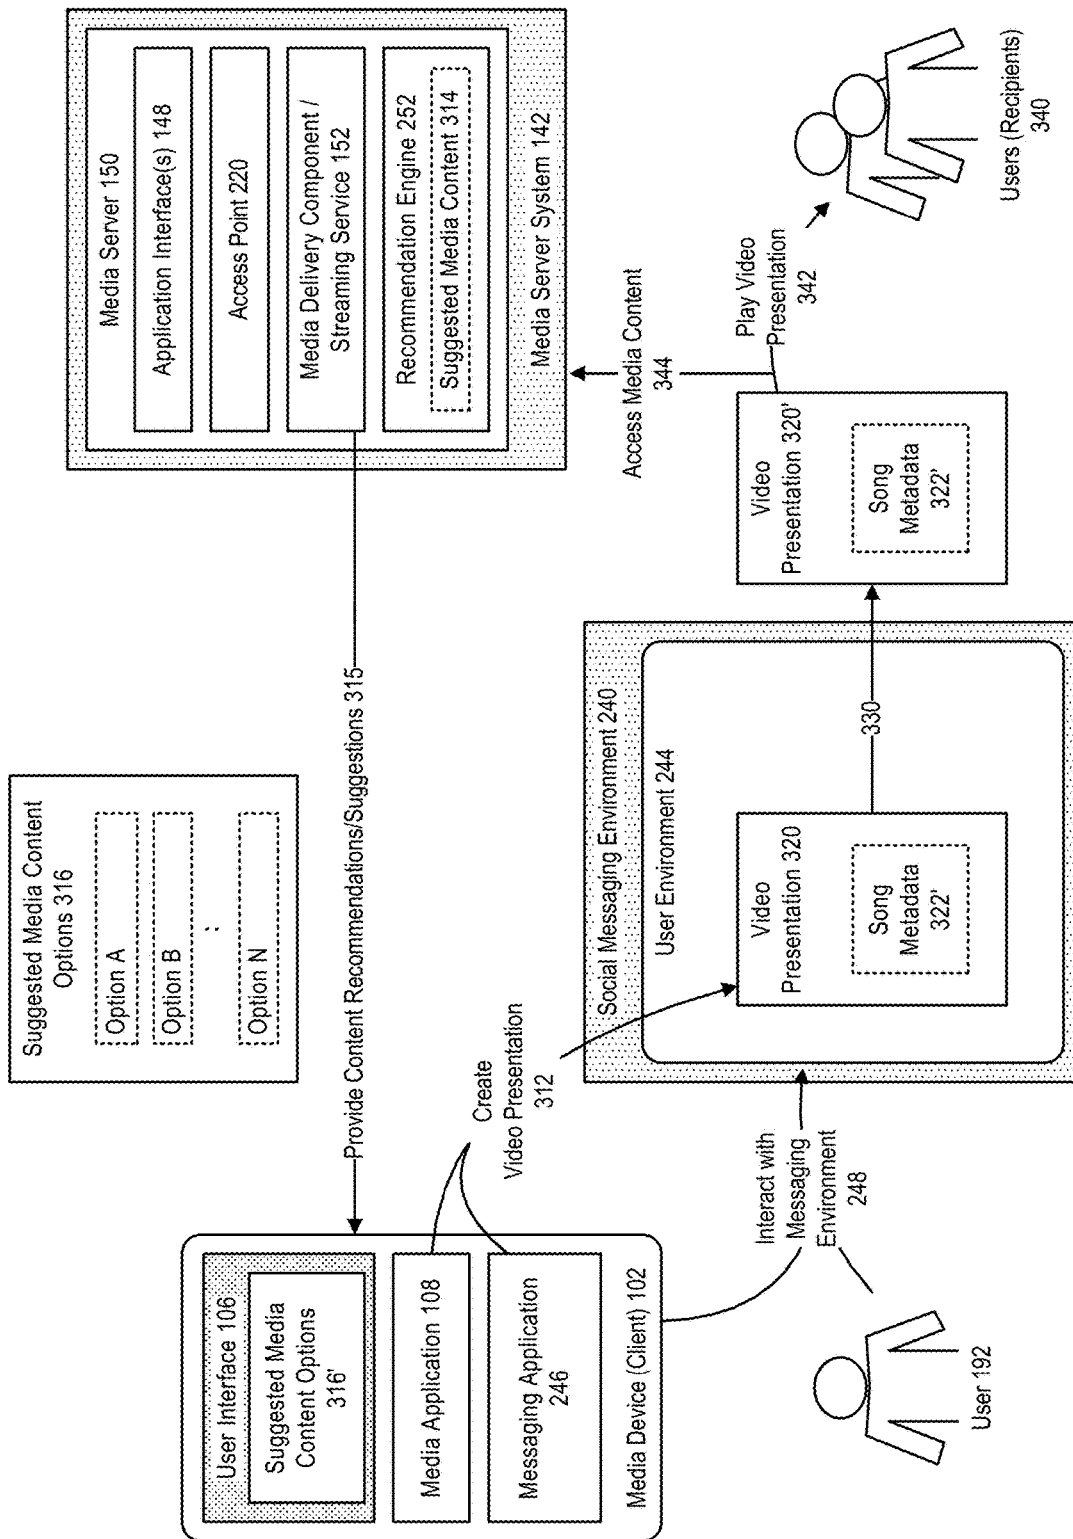 User Interface 106
Suggested Media
Content Options
316'
Media Application 108
Messaging Application
246
Media Device (Client) 102
Suggested Media Content
Options 316
Option A
Option B
:
Option N
Provide Content Recommendations/Suggestions 315
Media Server 150
Application Interface(s) 148
Access Point 220
Media Delivery Component /
Streaming Service 152
Recommendation Engine 252
Suggested Media Content 314
Media Server System 142
Create
Video Presentation
312
Interact with
Messaging
Environment
248
User 192
Social Messaging Environment 240
User Environment 244
Video
Presentation 320
Song
Metadata
322'
330
Video
Presentation 320'
Song
Metadata
322'
Access Media Content
344
Play Video
Presentation
342
Users (Recipients)
340